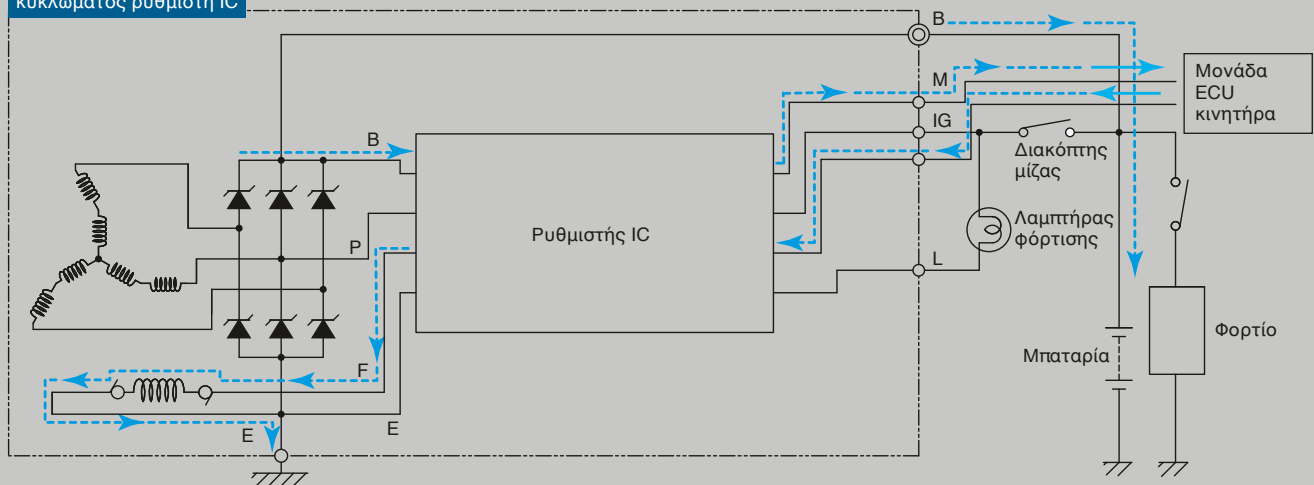 κυκλώματος ρυθμιστή IC
B
M
Μονάδα
ECU
κινητήρα
IG
B
Διακόπτης
μίζας
Ρυθμιστής IC
Λαμπτήρας
φόρτισης
P
L
Φορτίο
Μπαταρία
F
E
E